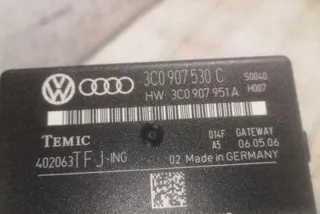 3C0 907 530 C S0040
HW: 3C0 907 951 A H007
TEMIC 014F GATEWAY
402063TFJ-ING A5 06.05.06
02 Made in GERMANY